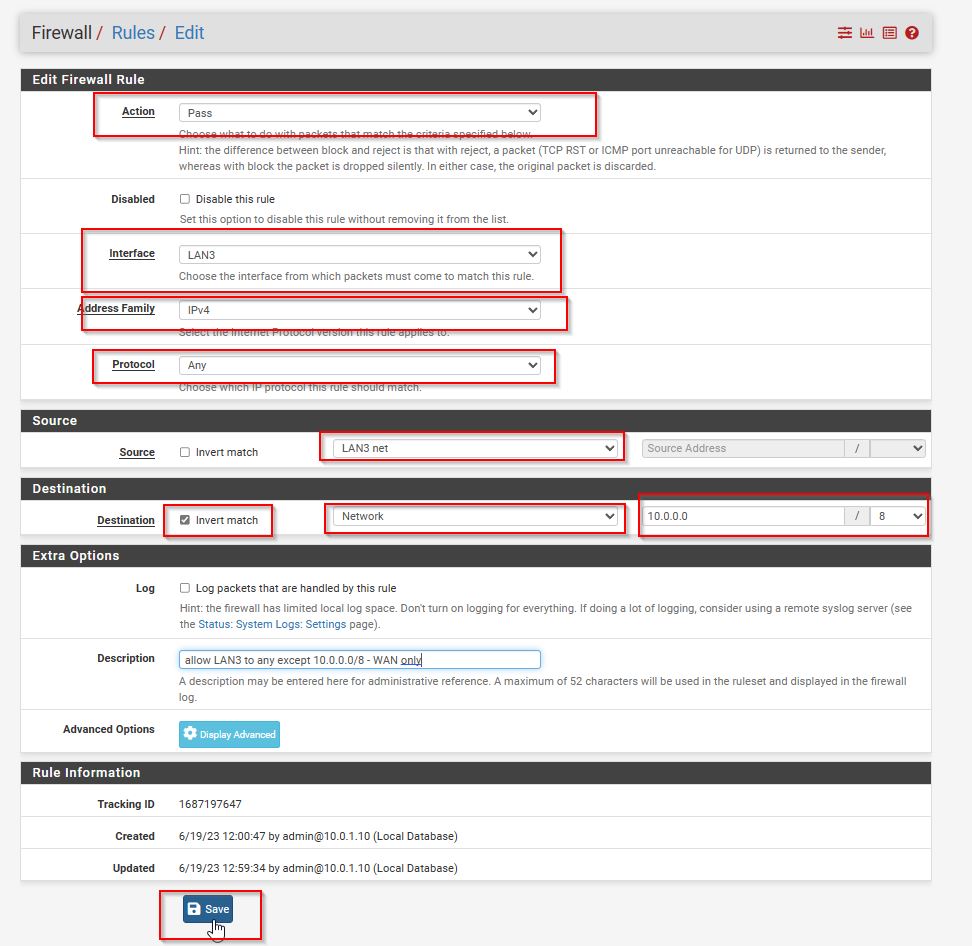 Firewall / Rules / Edit
Edit Firewall Rule
Action Pass
Choose what to do with packets that match the criteria specified below.
Hint: the difference between block and reject is that with reject, a packet (TCP RST or ICMP port unreachable for UDP) is returned to the sender,
whereas with block the packet is dropped silently. In either case, the original packet is discarded.
Disabled Disable this rule
Set this option to disable this rule without removing it from the list.
Interface LAN3
Choose the interface from which packets must come to match this rule.
Address Family IPv4
Select the Internet Protocol version this rule applies to.
Protocol Any
Choose which IP protocol this rule should match.
Source
Source Invert match LAN3 net Source Address /
Destination
Destination Invert match Network 10.0.0.0 / 8
Extra Options
Log Log packets that are handled by this rule
Hint: the firewall has limited local log space. Don't turn on logging for everything. If doing a lot of logging, consider using a remote syslog server (see
the Status: System Logs: Settings page).
Description allow LAN3 to any except 10.0.0.0/8 - WAN only
A description may be entered here for administrative reference. A maximum of 52 characters will be used in the ruleset and displayed in the firewall
log.
Advanced Options Display Advanced
Rule Information
Tracking ID 1687197647
Created 6/19/23 12:00:47 by admin@10.0.1.10 (Local Database)
Updated 6/19/23 12:59:34 by admin@10.0.1.10 (Local Database)
Save